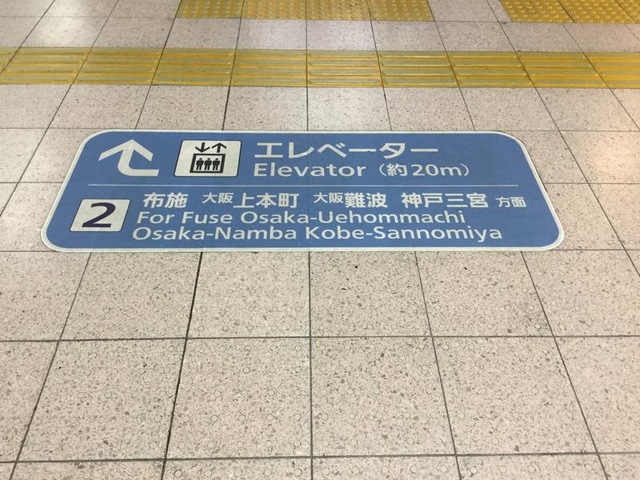 エレベーター
Elevator (約20m)
2 布施 大阪上本町 大阪難波 神戸三宮 方面
For Fuse Osaka-Uehommachi
Osaka-Namba Kobe-Sannomiya